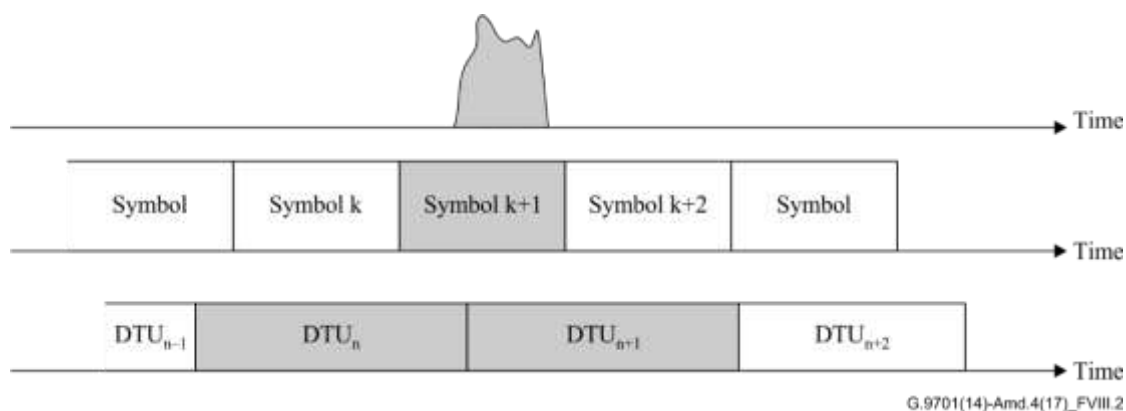 Time
Symbol Symbol k Symbol k+1 Symbol k+2 Symbol
Time
DTUn−1 DTUn DTUn+1 DTUn+2
Time
G.9701(14)-Amd.4(17)_FVIII.2